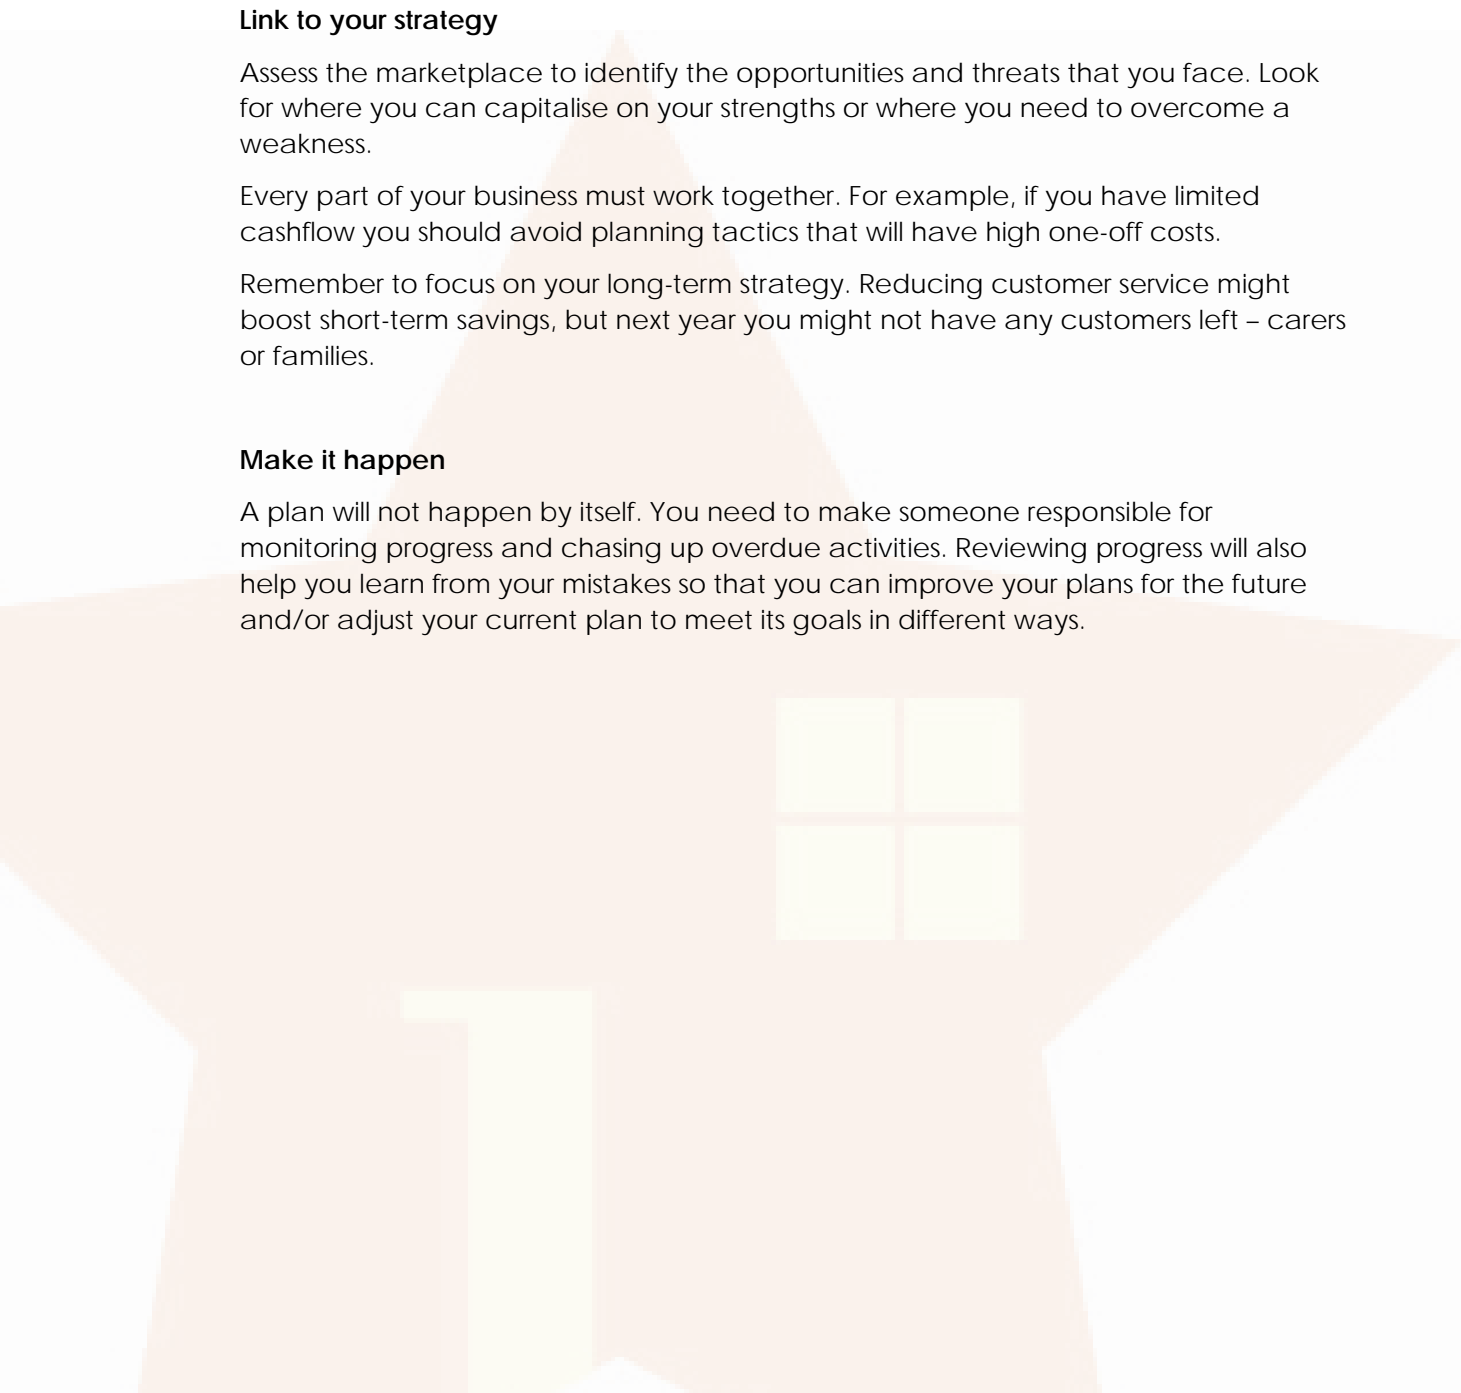 Link to your strategy
Assess the marketplace to identify the opportunities and threats that you face. Look
for where you can capitalise on your strengths or where you need to overcome a
weakness.
Every part of your business must work together. For example, if you have limited
cashflow you should avoid planning tactics that will have high one-off costs.
Remember to focus on your long-term strategy. Reducing customer service might
boost short-term savings, but next year you might not have any customers left – carers
or families.
Make it happen
A plan will not happen by itself. You need to make someone responsible for
monitoring progress and chasing up overdue activities. Reviewing progress will also
help you learn from your mistakes so that you can improve your plans for the future
and/or adjust your current plan to meet its goals in different ways.